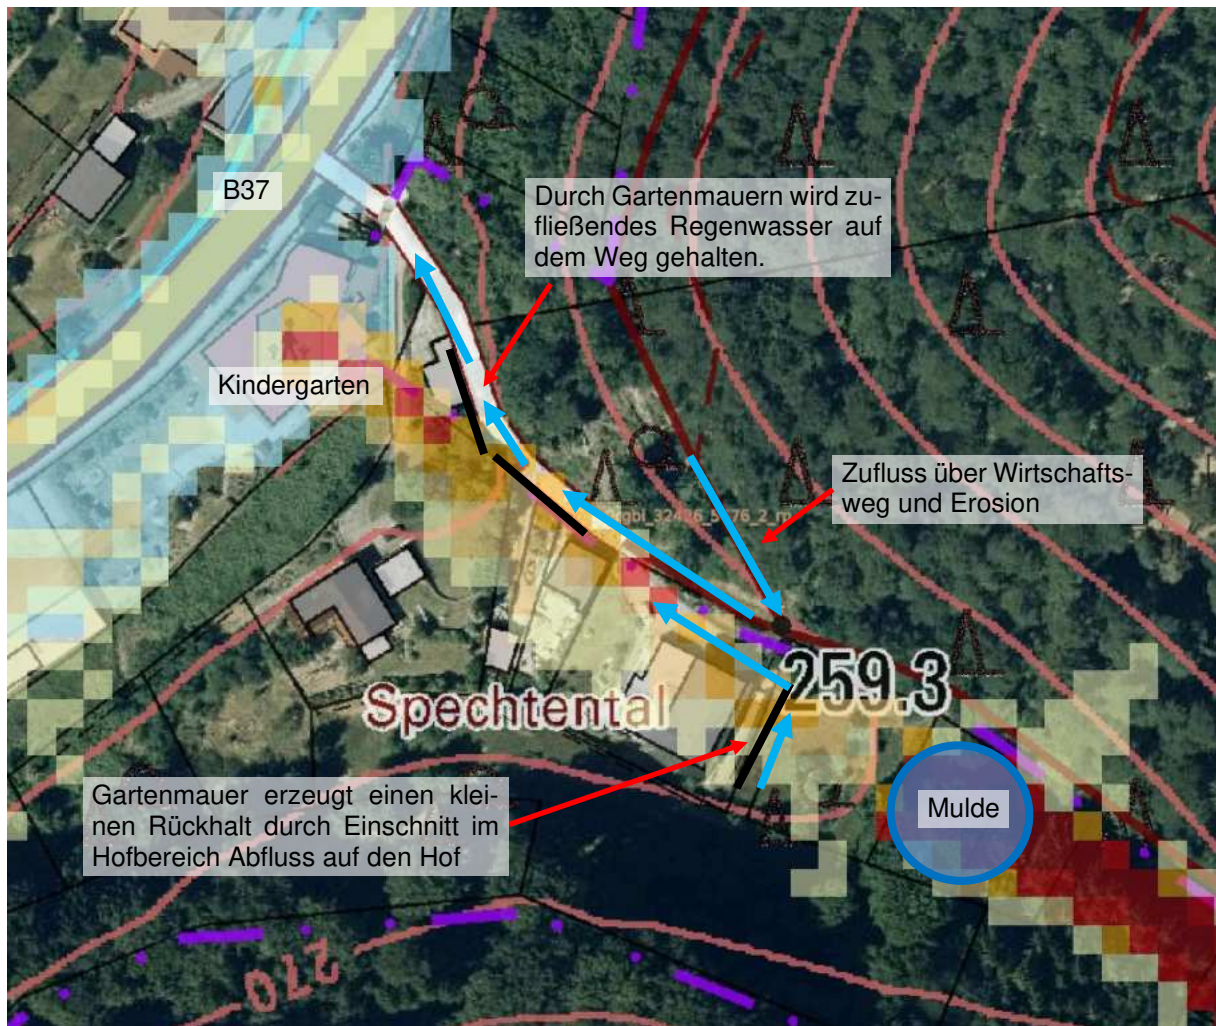 B37
Durch Gartenmauern wird zu-
fließendes Regenwasser auf
dem Weg gehalten.
Kindergarten
Zufluss über Wirtschafts-
weg und Erosion
259.3
Spechtental
Gartenmauer erzeugt einen klei-
nen Rückhalt durch Einschnitt im
Hofbereich Abfluss auf den Hof
Mulde
270